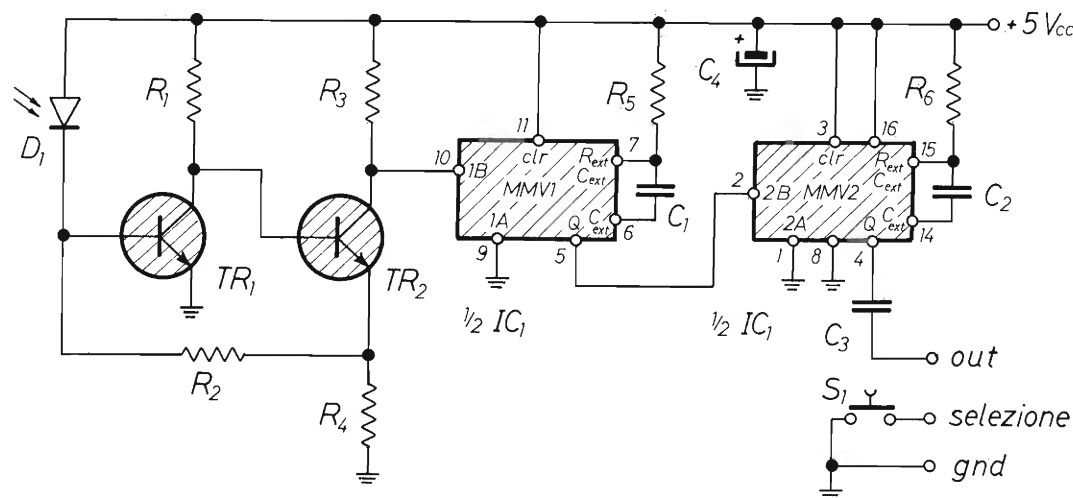 + 5 Vcc
R1
R3
C4
+
R5
R6
D1
11
clr
7
10
1B
MMV1
Rext
Cext
1A
Q
Cext
6
9
5
C1
3
16
clr
15
2
2B
MMV2
Rext
Cext
2A
Q
Cext
14
1
8
4
C2
TR1
TR2
½ IC1
½ IC1
C3
R2
out
R4
S1
selezione
gnd